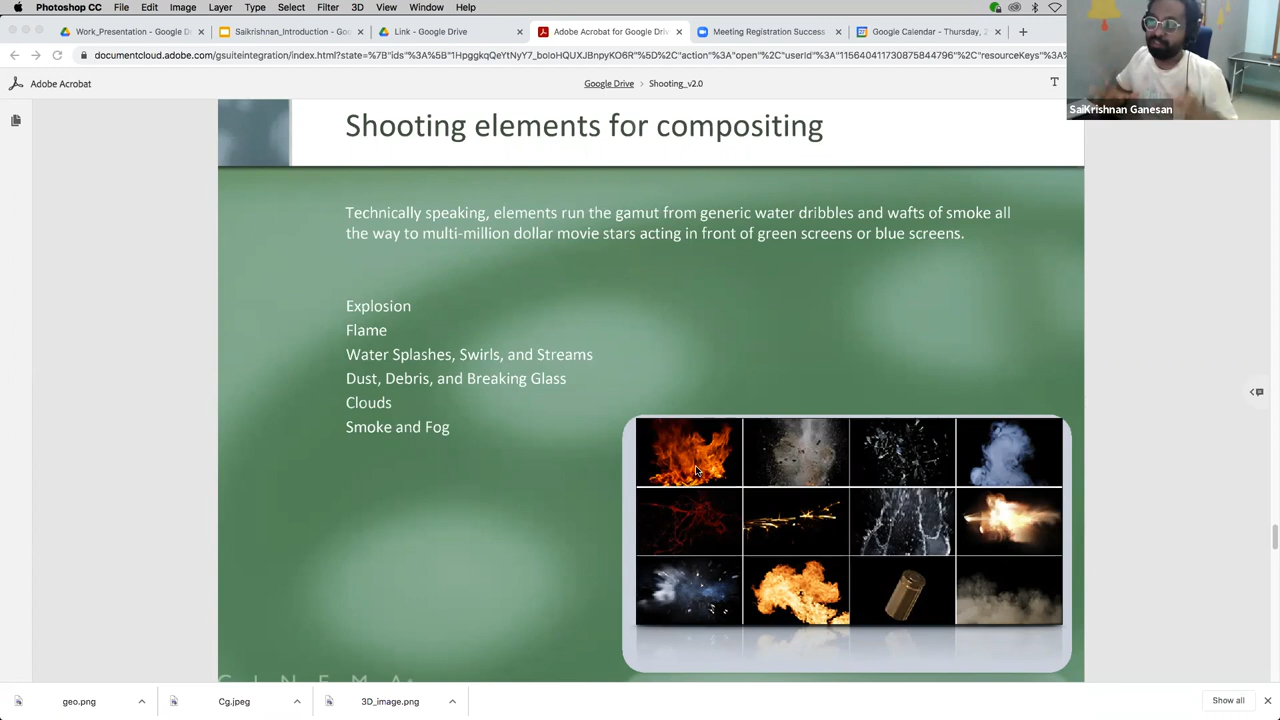 Photoshop CC File Edit Image Layer Type Select Filter 3D View Window Help
Work_Presentation - Google D
Saikrishnan_Introduction - Goo
Link - Google Drive
Adobe Acrobat for Google Driv
Meeting Registration Success
Google Calendar - Thursday, 2
Adobe Acrobat
Google Drive > Shooting_v2.0
SaiKrishnan Ganesan
Shooting elements for compositing
Technically speaking, elements run the gamut from generic water dribbles and wafts of smoke all
the way to multi-million dollar movie stars acting in front of green screens or blue screens.
Explosion
Flame
Water Splashes, Swirls, and Streams
Dust, Debris, and Breaking Glass
Clouds
Smoke and Fog
CINEMA
geo.png
Cg.jpeg
3D_image.png
Show all